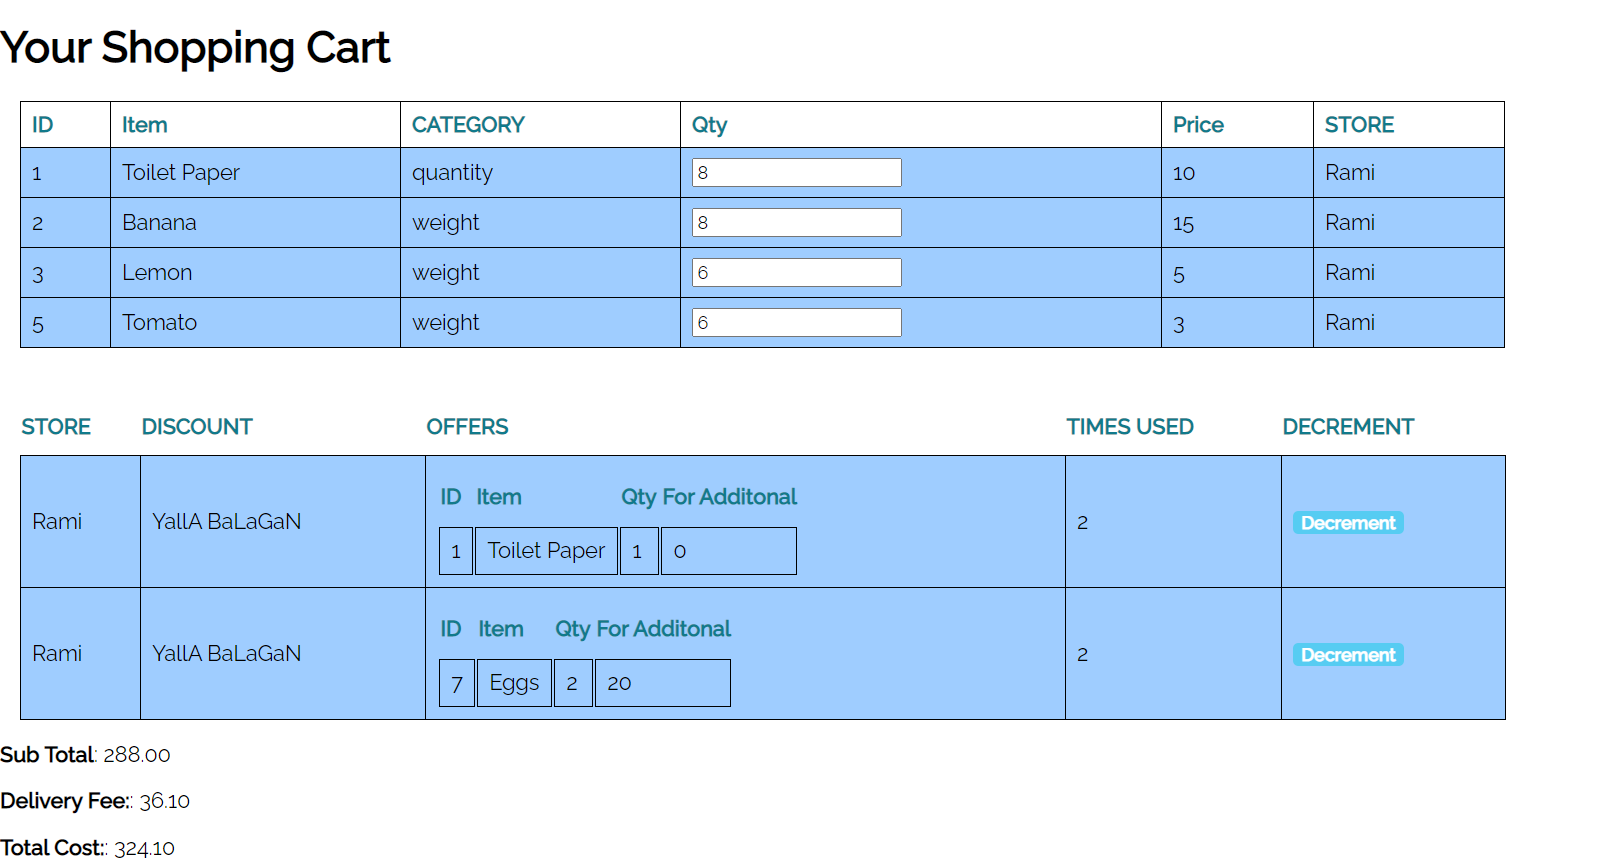 Your Shopping Cart
ID Item CATEGORY Qty Price STORE
1 Toilet Paper quantity 8 10 Rami
2 Banana weight 8 15 Rami
3 Lemon weight 6 5 Rami
5 Tomato weight 6 3 Rami
STORE DISCOUNT OFFERS TIMES USED DECREMENT
ID Item Qty For Additonal
Rami YallA BaLaGaN 2 Decrement
1 Toilet Paper 1 0
ID Item Qty For Additonal
Rami YallA BaLaGaN 2 Decrement
7 Eggs 2 20
Sub Total: 288.00
Delivery Fee:: 36.10
Total Cost:: 324.10